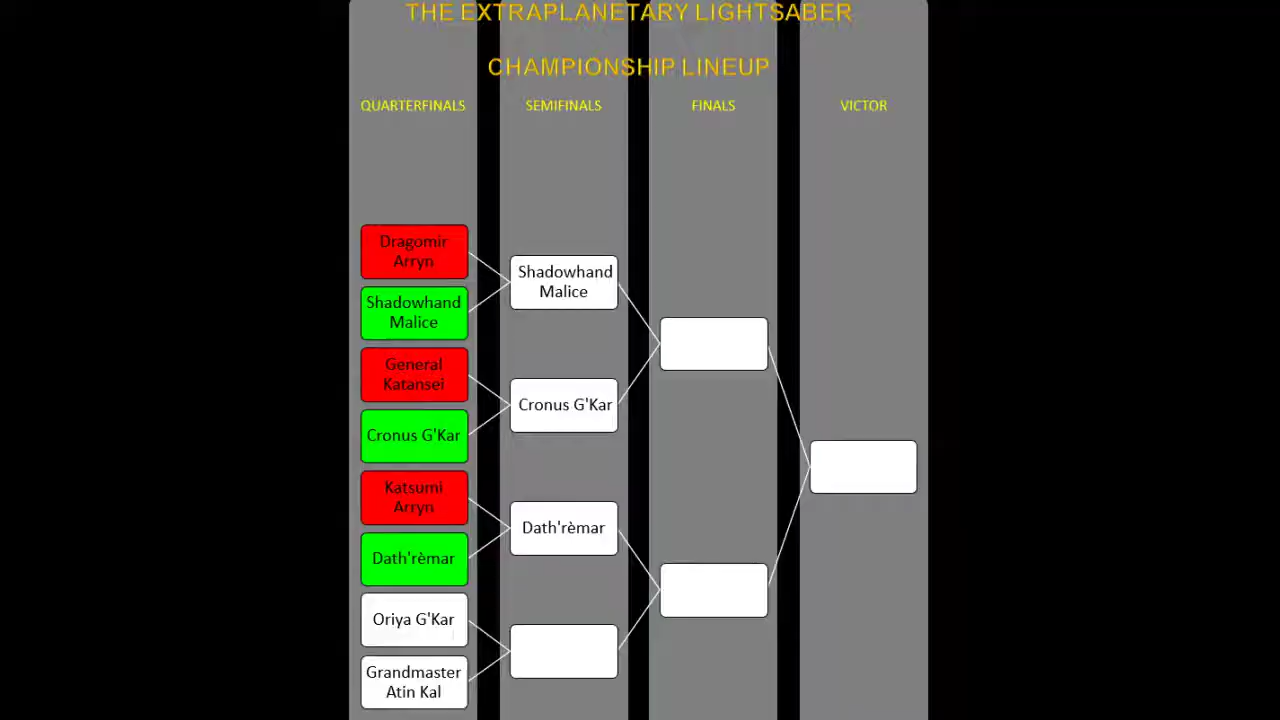 THE EXTRAPLANETARY LIGHTSABER
CHAMPIONSHIP LINEUP
QUARTERFINALS
SEMIFINALS
FINALS
VICTOR
Dragomir
Arryn
Shadowhand
Malice
General
Katansei
Cronus G'Kar
Katsumi
Arryn
Dath'rèmar
Oriya G'Kar
Grandmaster
Atin Kal
Shadowhand
Malice
Cronus G'Kar
Dath'rèmar